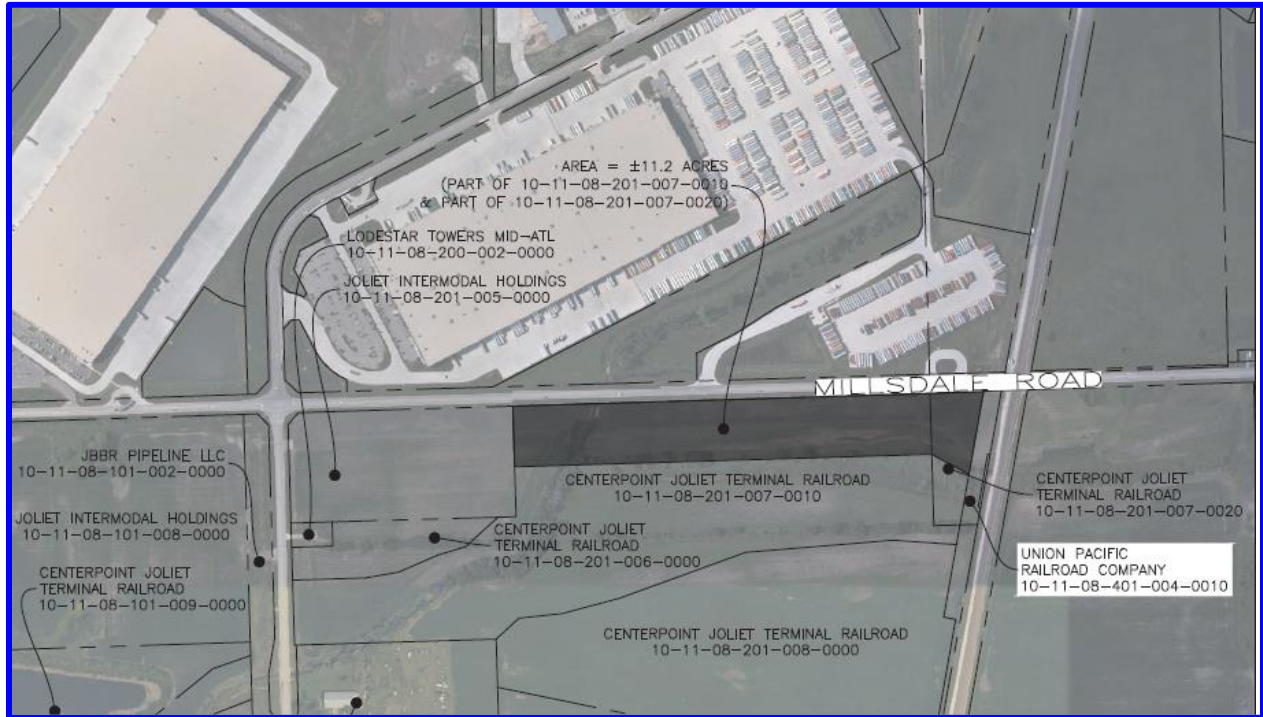 AREA = ±11.2 ACRES
(PART OF 10-11-08-201-007-0010
& PART OF 10-11-08-201-007-0020)
LODESTAR TOWERS MID-ATL
10-11-08-200-002-0000
JOLIET INTERMODAL HOLDINGS
10-11-08-201-005-0000
MILLSDALE ROAD
JBBR PIPELINE LLC
10-11-08-101-002-0000
JOLIET INTERMODAL HOLDINGS
10-11-08-101-008-0000
CENTERPOINT JOLIET
TERMINAL RAILROAD
10-11-08-101-009-0000
CENTERPOINT JOLIET TERMINAL RAILROAD
10-11-08-201-007-0010
CENTERPOINT JOLIET
TERMINAL RAILROAD
10-11-08-201-006-0000
CENTERPOINT JOLIET
TERMINAL RAILROAD
10-11-08-201-007-0020
UNION PACIFIC
RAILROAD COMPANY
10-11-08-401-004-0010
CENTERPOINT JOLIET TERMINAL RAILROAD
10-11-08-201-008-0000